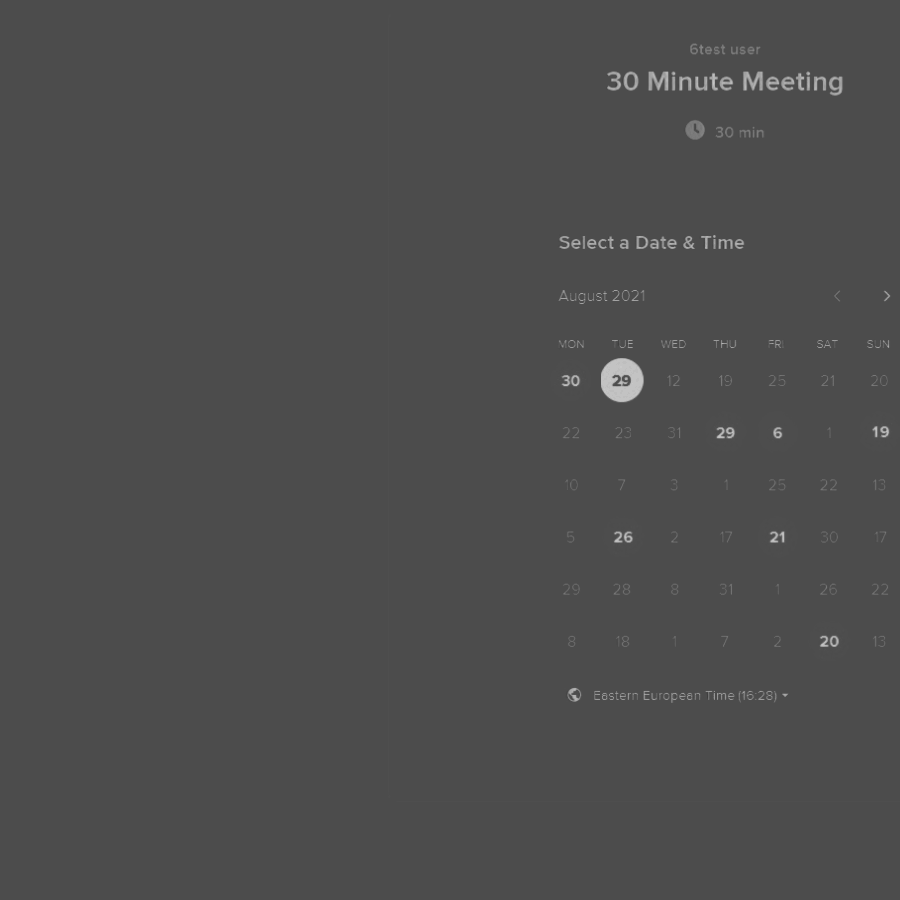 6test user
30 Minute Meeting
30 min
Select a Date & Time
August 2021
MON TUE WED THU FRI SAT SUN
30 29 12 19 25 21 20
22 23 31 29 6 1 19
10 7 3 1 25 22 13
5 26 2 17 21 30 17
29 28 8 31 1 26 22
8 18 1 7 2 20 13
Eastern European Time (16:28)